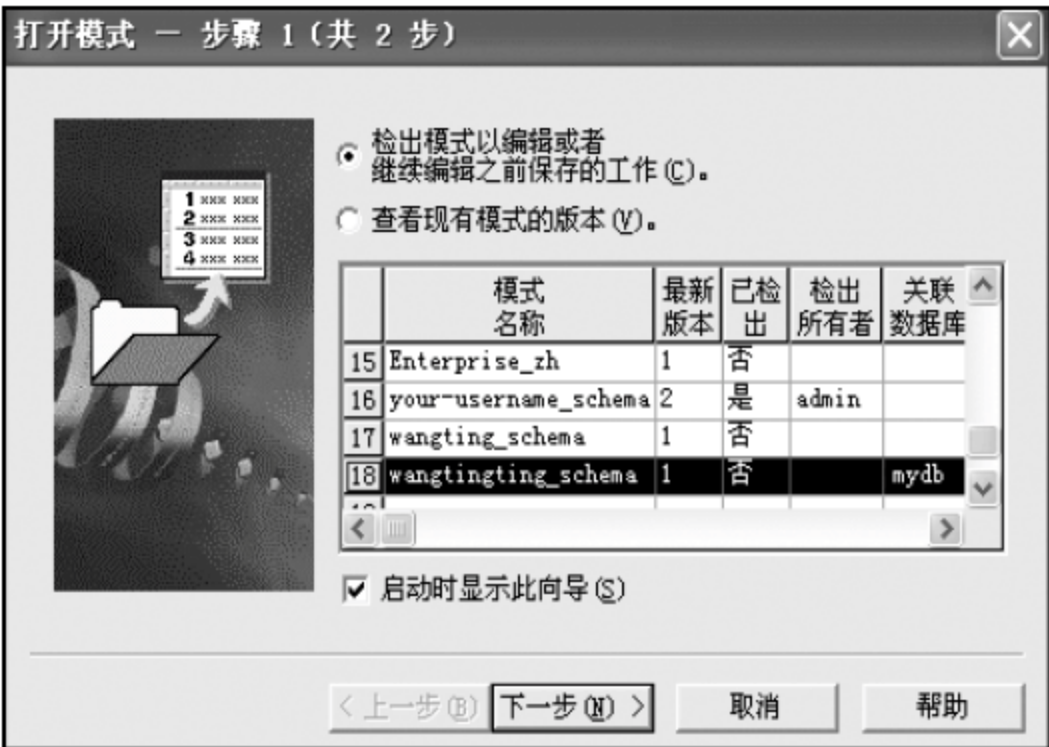 打开模式 － 步骤 1（共 2 步）
1 xxx xxx
2 xxx xxx
3 xxx xxx
4 xxx xxx
检出模式以编辑或者
继续编辑之前保存的工作(C)。
查看现有模式的版本(V)。
模式名称 最新版本 已检出 检出所有者 关联数据库
15 Enterprise_zh 1 否
16 your-username_schema 2 是 admin
17 wangting_schema 1 否
18 wangtingting_schema 1 否 mydb
启动时显示此向导(S)
< 上一步(B) 下一步(N) > 取消 帮助